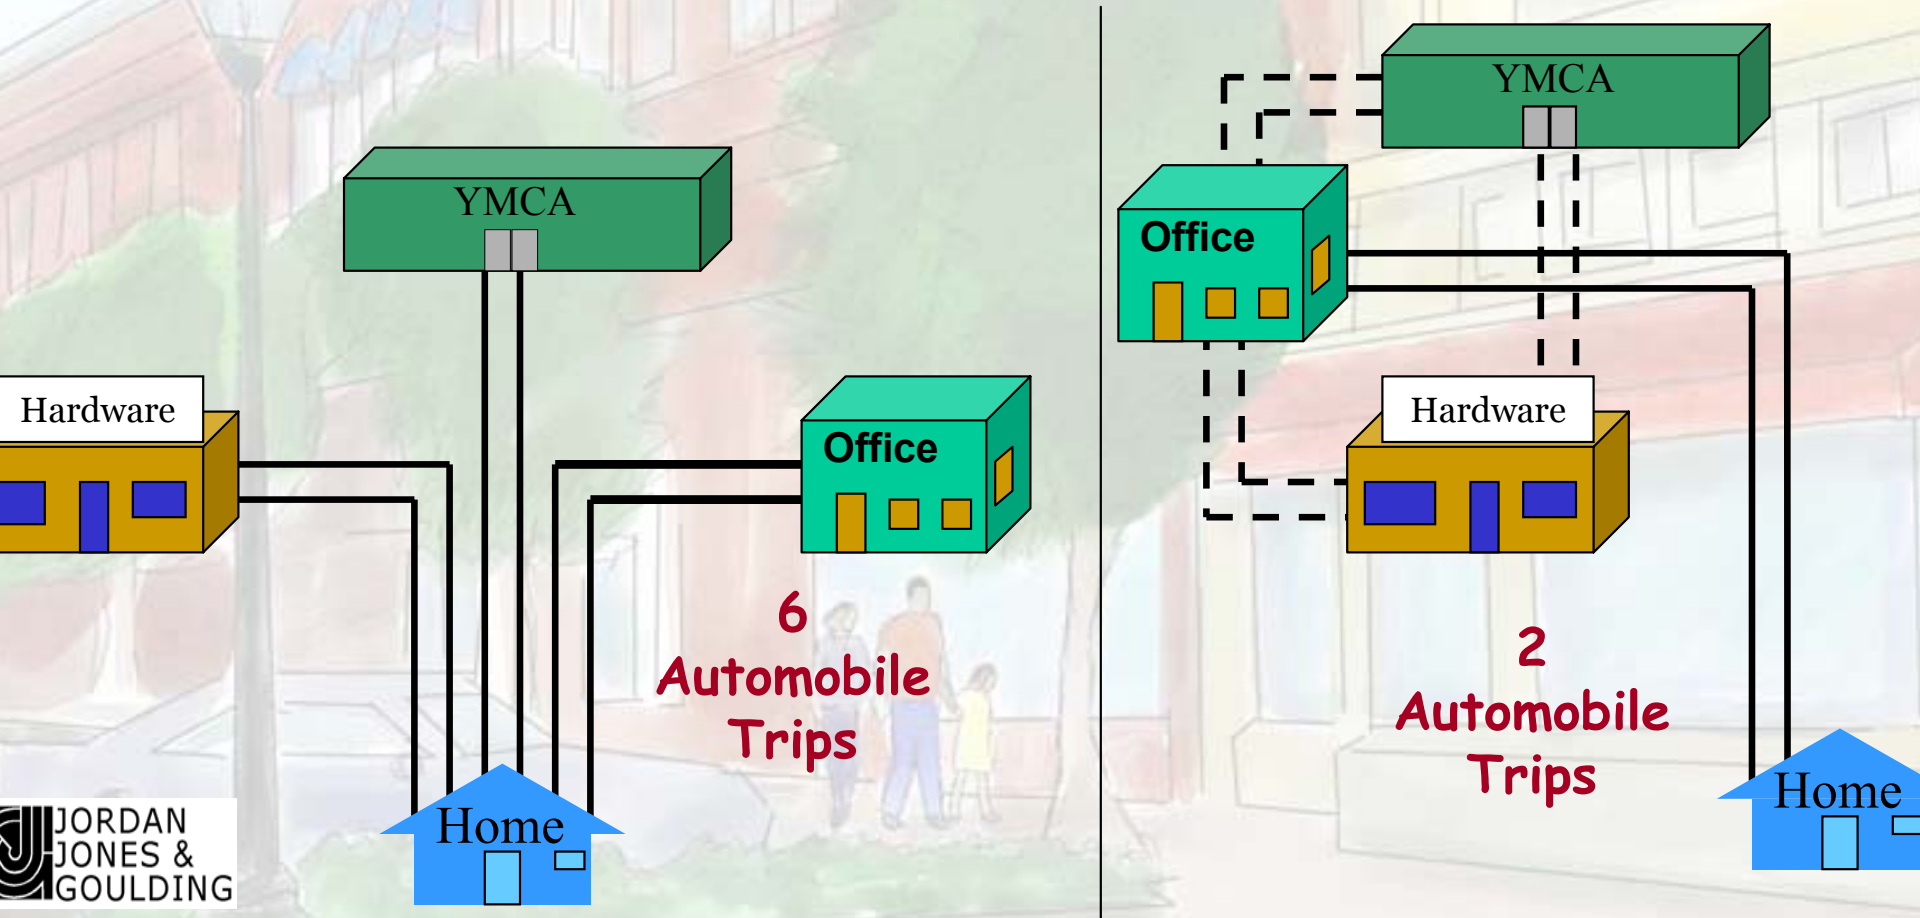 YMCA
Hardware
Office
6
Automobile
Trips
Home
JORDAN
JONES &
GOULDING
YMCA
Office
Hardware
2
Automobile
Trips
Home